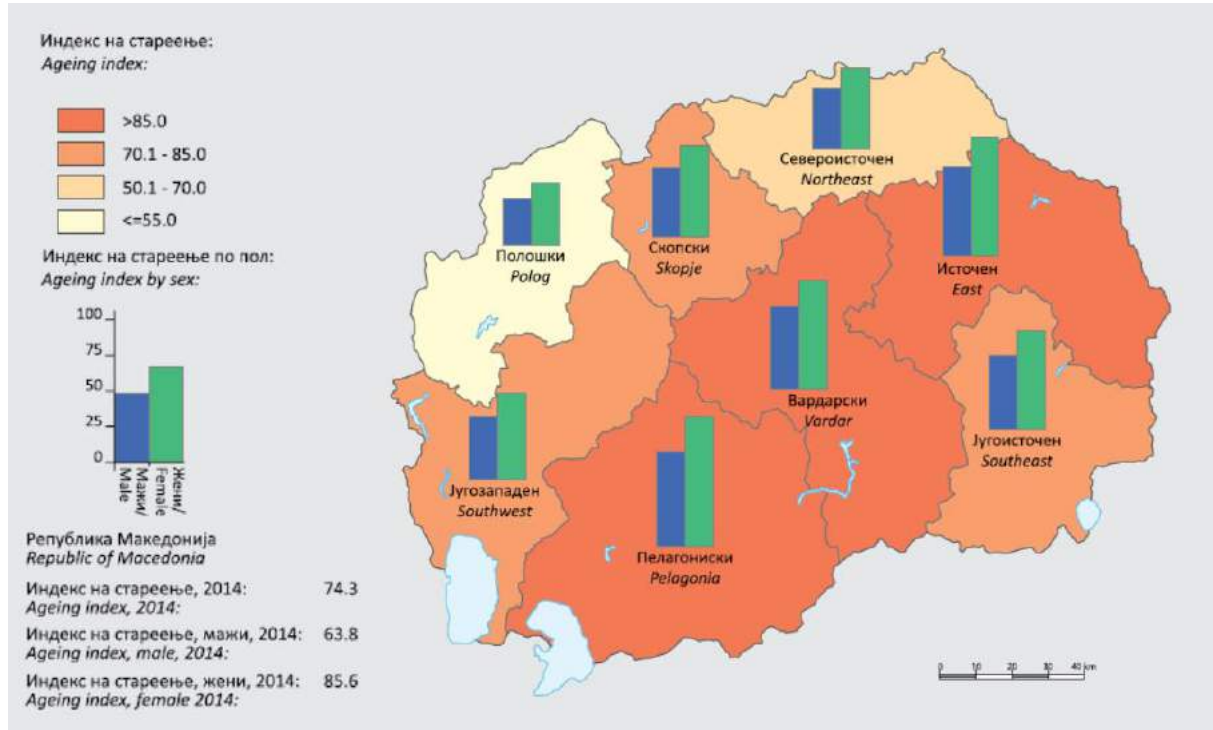 Индекс на стареење:
Ageing index:
>85.0
70.1 - 85.0
50.1 - 70.0
<=55.0
Индекс на стареење по пол:
Ageing index by sex:
100
75
50
25
0
Мажи/
Male
Жени/
Female
Република Македонија
Republic of Macedonia
Индекс на стареење, 2014: 74.3
Ageing index, 2014:
Индекс на стареење, мажи, 2014: 63.8
Ageing index, male, 2014:
Индекс на стареење, жени, 2014: 85.6
Ageing index, female 2014:
Североисточен
Northeast
Полошки
Polog
Скопски
Skopje
Источен
East
Вардарски
Vardar
Југоисточен
Southeast
Југозападен
Southwest
Пелагониски
Pelagonia
0 10 20 30 40 km